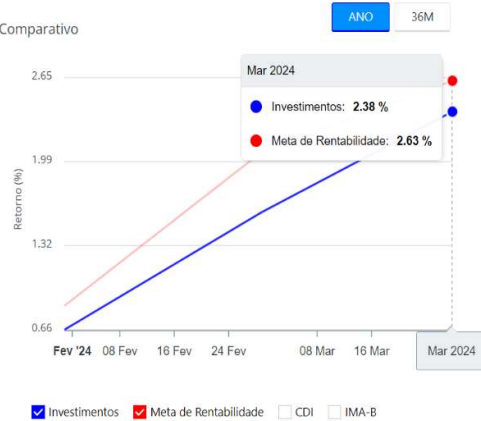 ANO 36M
Comparativo
Mar 2024
Investimentos: 2.38 %
Meta de Rentabilidade: 2.63 %
2.65
1.99
1.32
0.66
Retorno (%)
Fev '24 08 Fev 16 Fev 24 Fev 08 Mar 16 Mar Mar 2024
Investimentos Meta de Rentabilidade CDI IMA-B